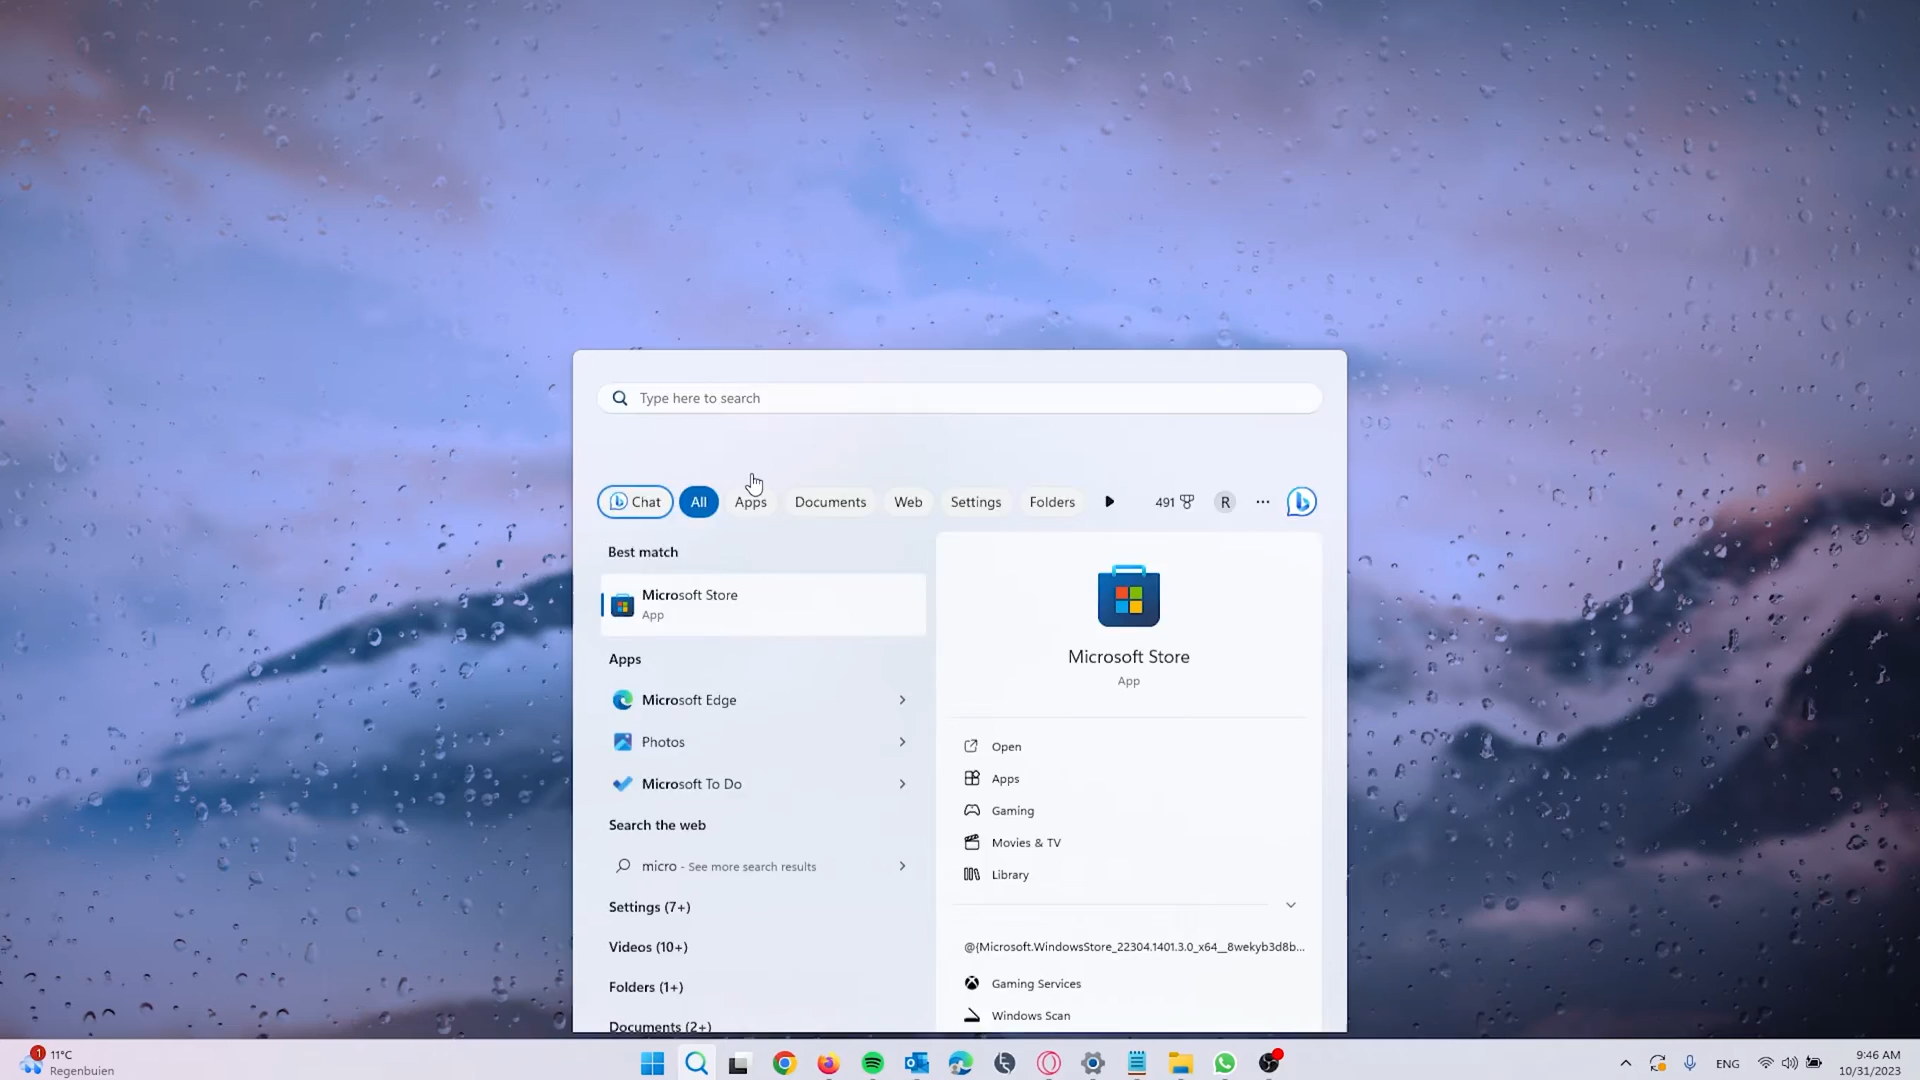 Type here to search
Chat All Apps Documents Web Settings Folders 491 R ...
Best match
Microsoft Store
App
Apps
Microsoft Edge
Photos
Microsoft To Do
Search the web
micro - See more search results
Settings (7+)
Videos (10+)
Folders (1+)
Documents (2+)
Microsoft Store
App
Open
Apps
Gaming
Movies & TV
Library
@{Microsoft.WindowsStore_22304.1401.3.0_x64__8wekyb3d8b...
Gaming Services
Windows Scan
1
11°C
Regenbuien
ENG
9:46 AM
10/31/2023